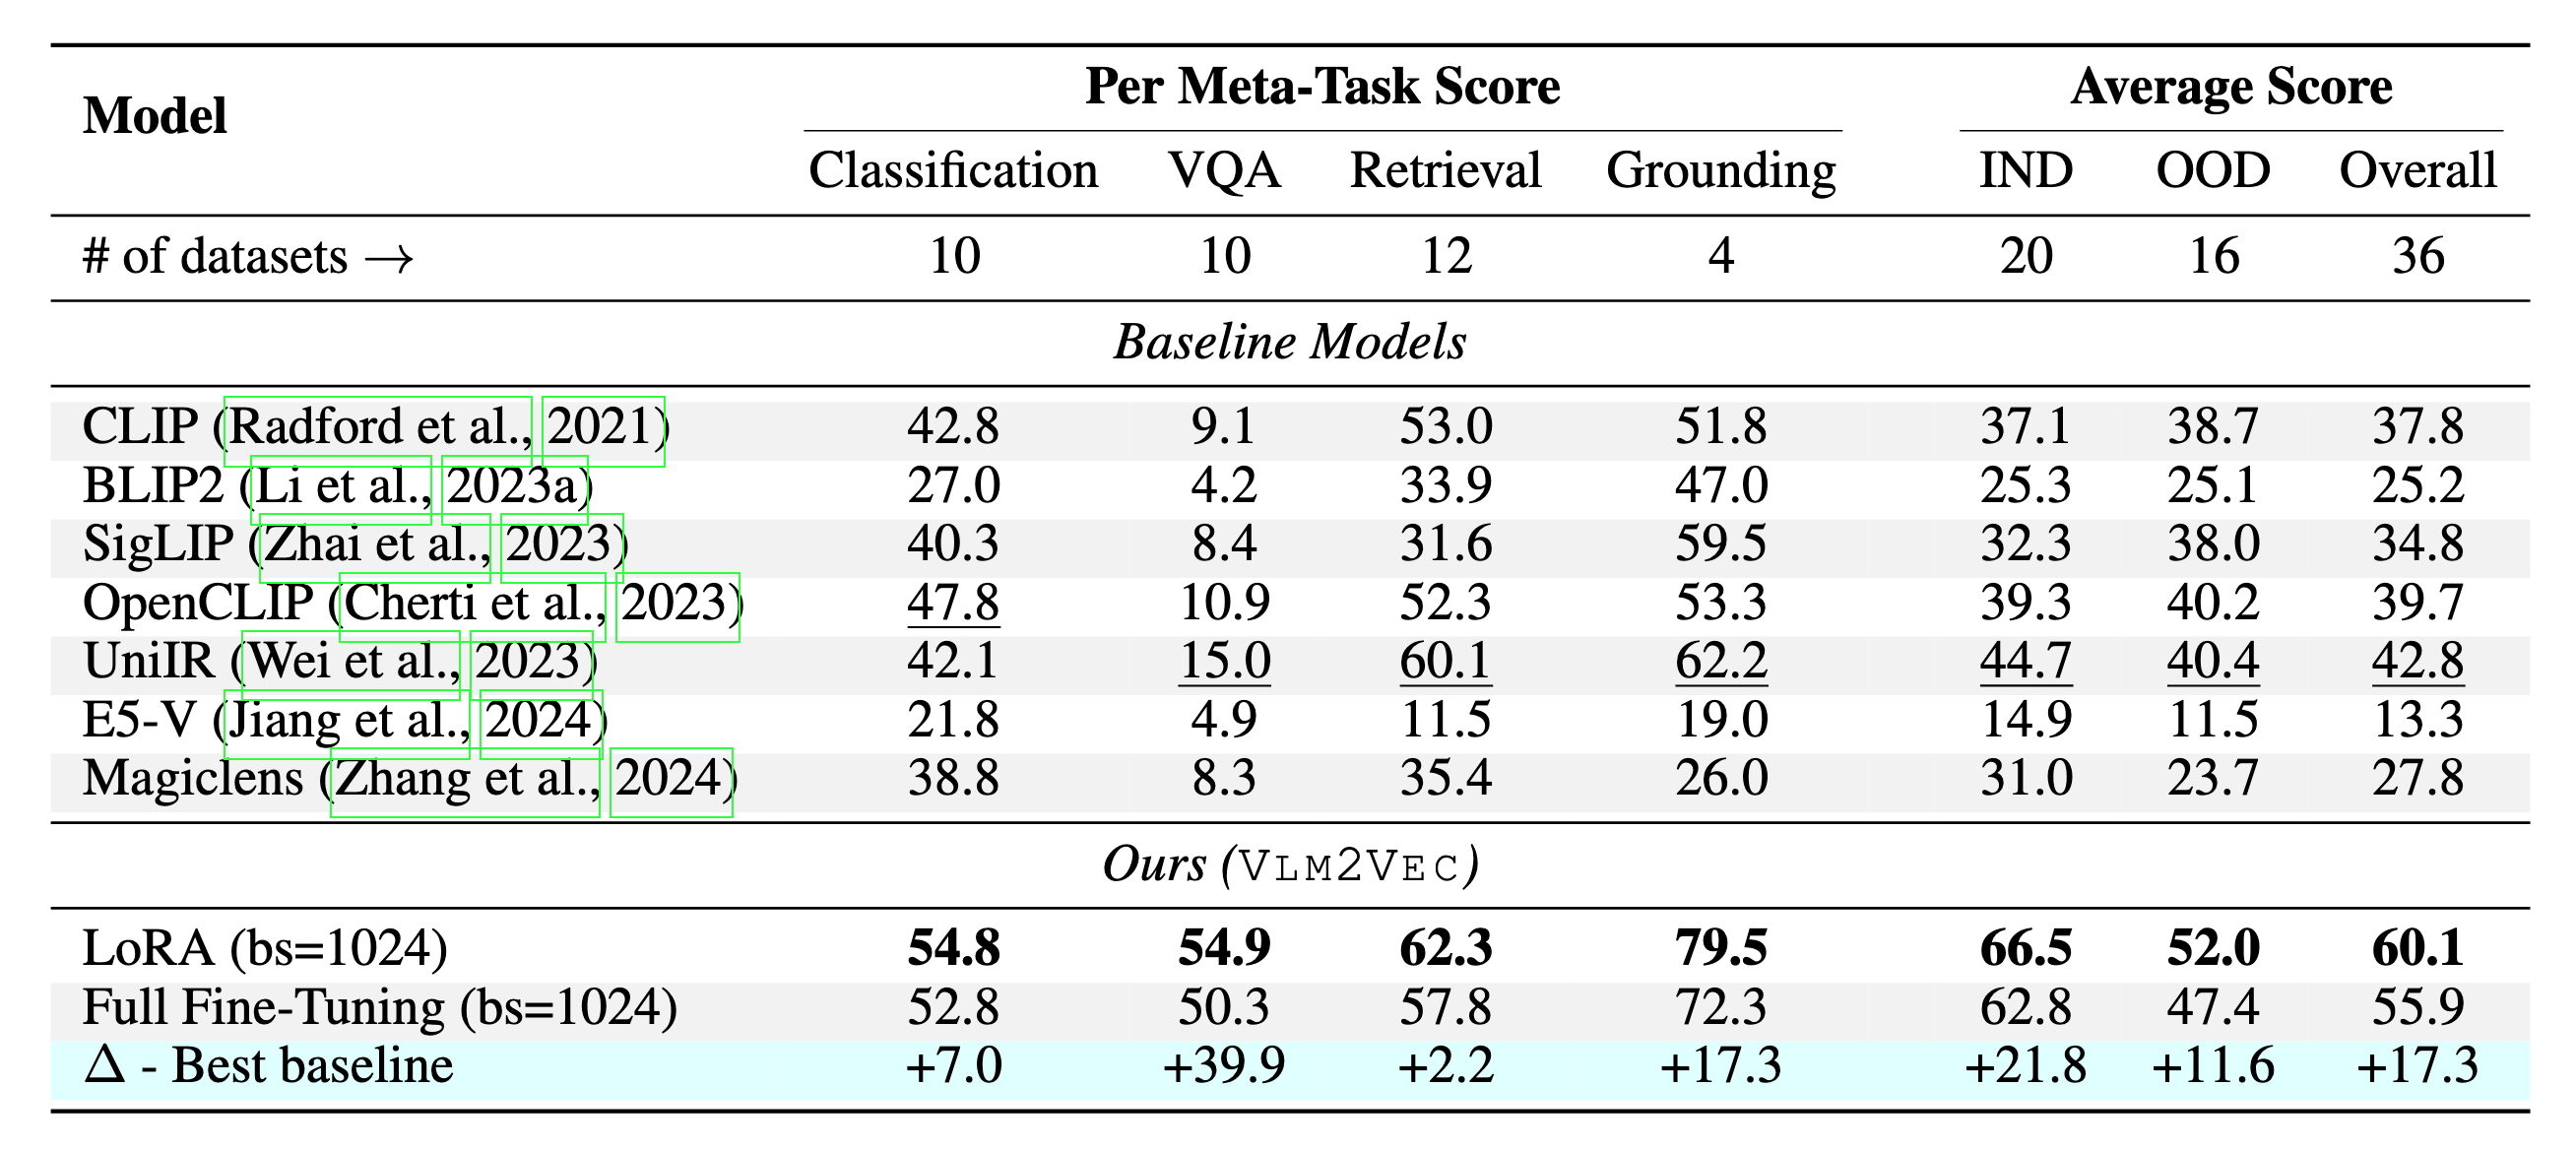 Model Per Meta-Task Score Average Score
Classification VQA Retrieval Grounding IND OOD Overall
# of datasets → 10 10 12 4 20 16 36
Baseline Models
CLIP (Radford et al., 2021) 42.8 9.1 53.0 51.8 37.1 38.7 37.8
BLIP2 (Li et al., 2023a) 27.0 4.2 33.9 47.0 25.3 25.1 25.2
SigLIP (Zhai et al., 2023) 40.3 8.4 31.6 59.5 32.3 38.0 34.8
OpenCLIP (Cherti et al., 2023) 47.8 10.9 52.3 53.3 39.3 40.2 39.7
UniIR (Wei et al., 2023) 42.1 15.0 60.1 62.2 44.7 40.4 42.8
E5-V (Jiang et al., 2024) 21.8 4.9 11.5 19.0 14.9 11.5 13.3
Magiclens (Zhang et al., 2024) 38.8 8.3 35.4 26.0 31.0 23.7 27.8
Ours (VLM2VEC)
LoRA (bs=1024) 54.8 54.9 62.3 79.5 66.5 52.0 60.1
Full Fine-Tuning (bs=1024) 52.8 50.3 57.8 72.3 62.8 47.4 55.9
Δ - Best baseline +7.0 +39.9 +2.2 +17.3 +21.8 +11.6 +17.3